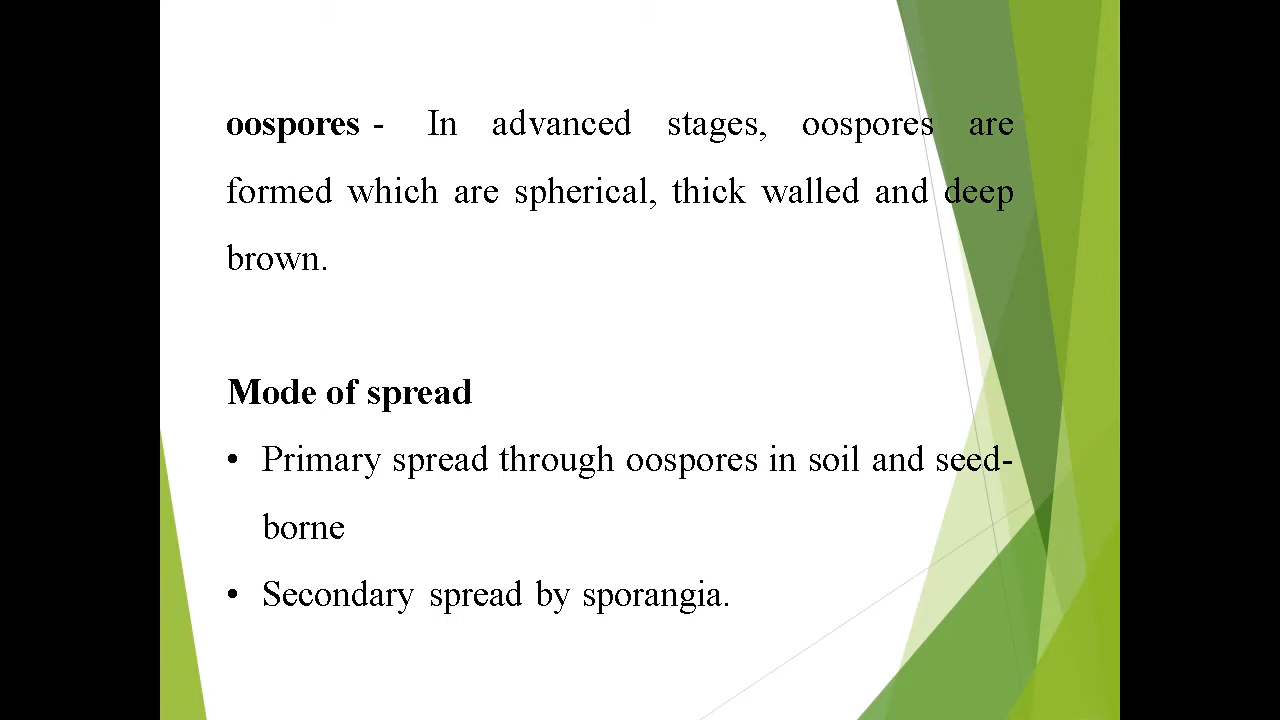 oospores - In advanced stages, oospores are
formed which are spherical, thick walled and deep
brown.
Mode of spread
• Primary spread through oospores in soil and seed-
borne
• Secondary spread by sporangia.